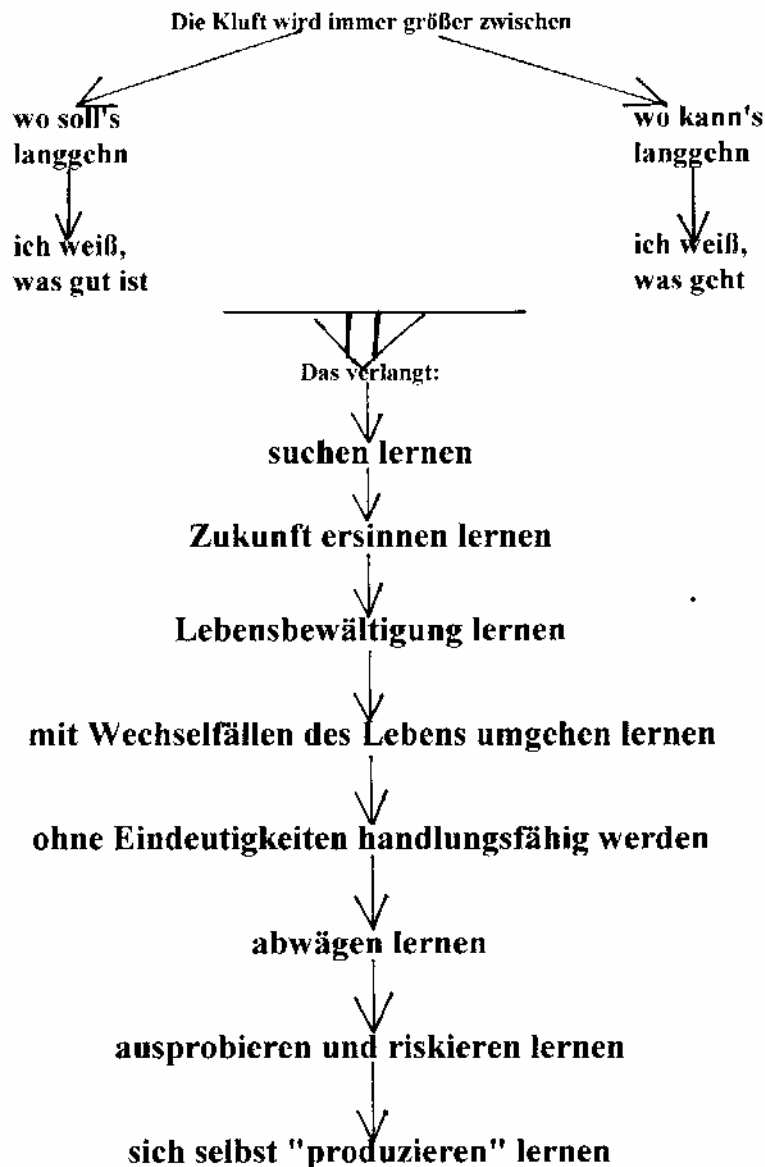 Die Kluft wird immer größer zwischen
wo soll's
langgehn
wo kann's
langgehn
ich weiß,
was gut ist
ich weiß,
was geht
Das verlangt:
suchen lernen
Zukunft ersinnen lernen
Lebensbewältigung lernen
mit Wechselfällen des Lebens umgehen lernen
ohne Eindeutigkeiten handlungsfähig werden
abwägen lernen
ausprobieren und riskieren lernen
sich selbst "produzieren" lernen